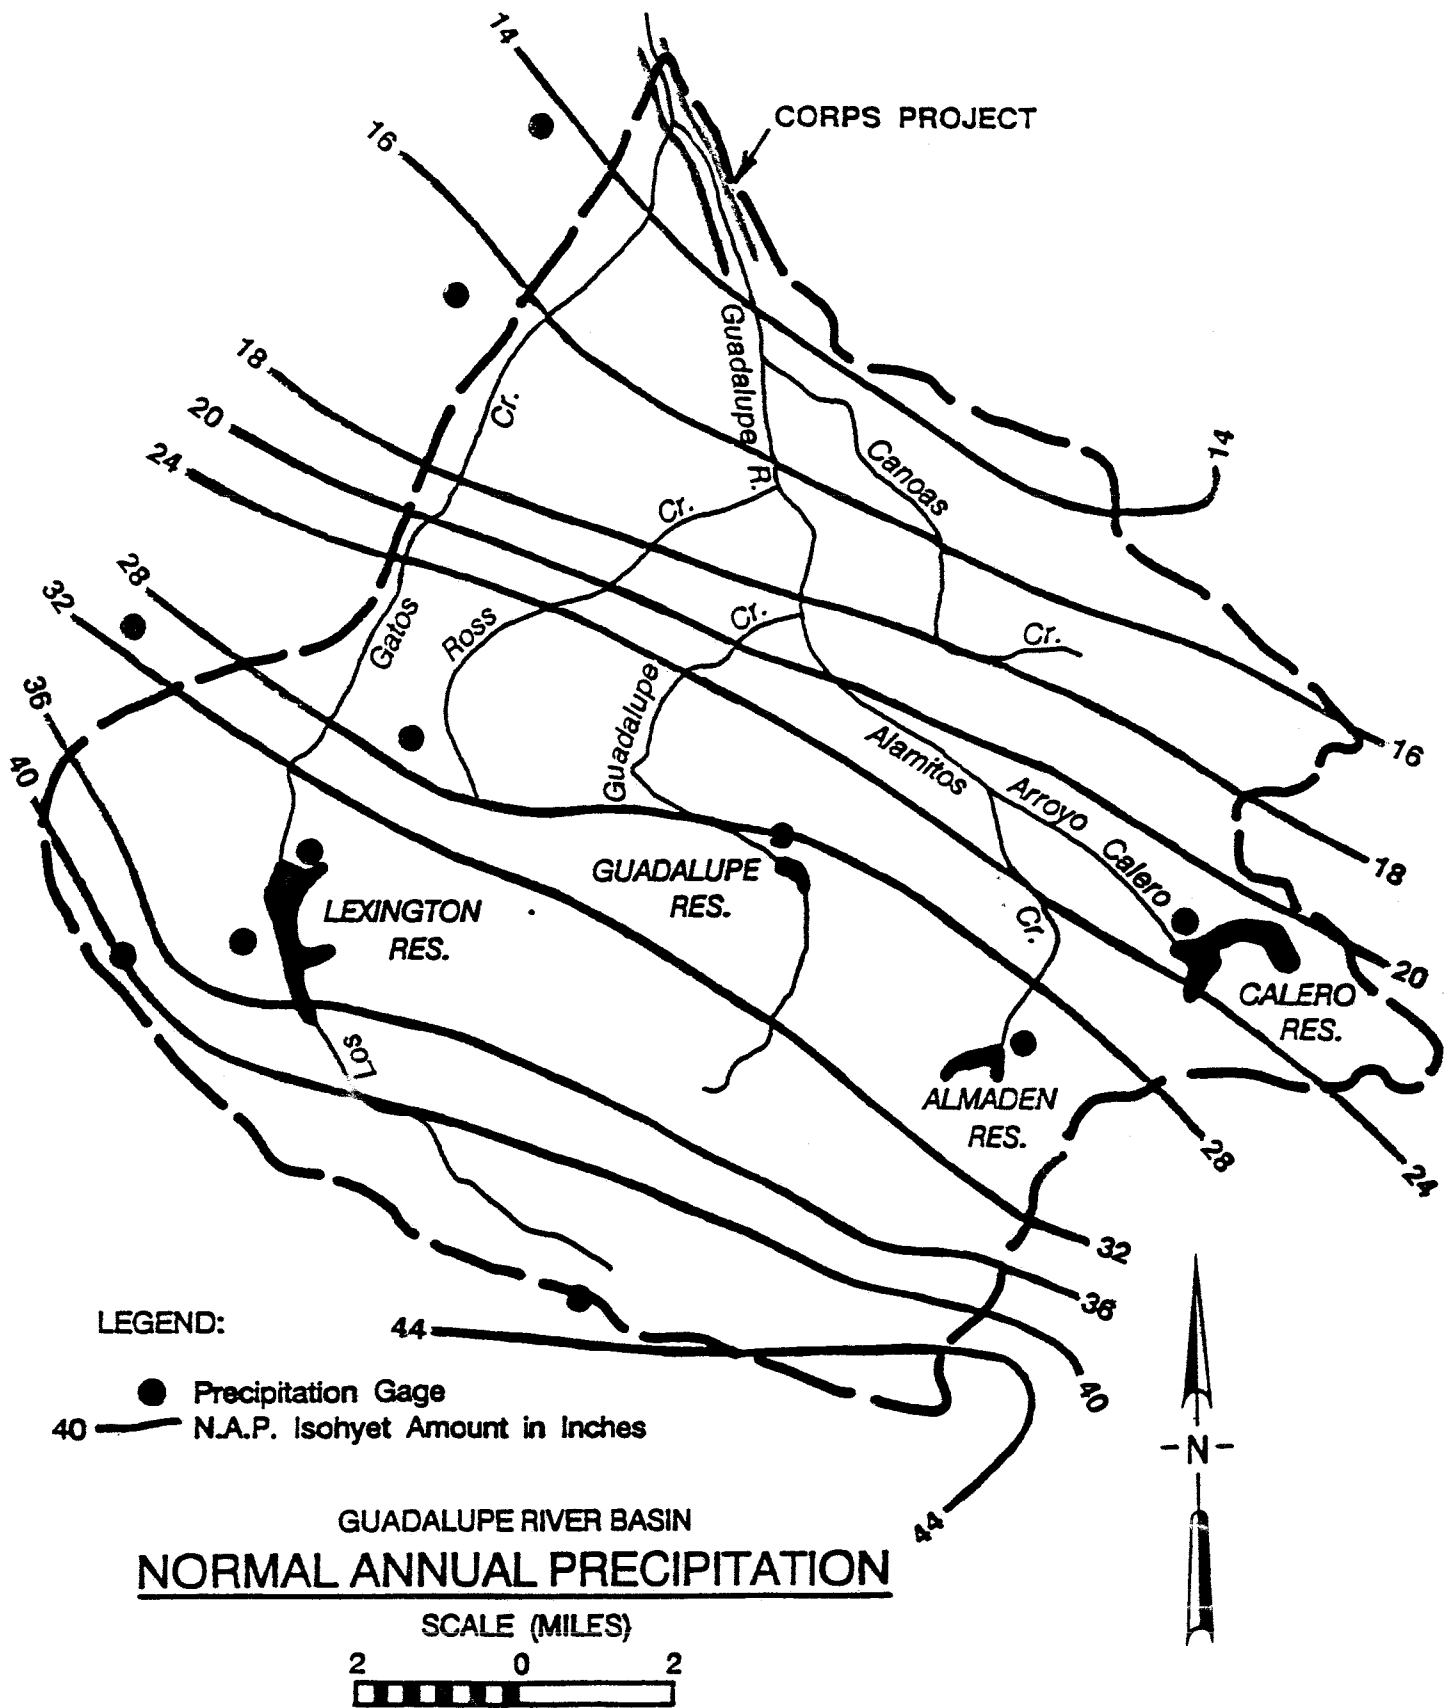 14
16
CORPS PROJECT
18
20
24
28
32
36
40
Cr.
Guadalupe
R.
Canoas
14
Cr.
Cr.
Cr.
Gatos
Ross
Guadalupe
Alamitos
Arroyo Calero
16
18
20
24
28
GUADALUPE
RES.
LEXINGTON
RES.
Cr.
CALERO
RES.
Los
ALMADEN
RES.
32
36
40
44
44
LEGEND:
Precipitation Gage
40 N.A.P. Isohyet Amount in Inches
N
GUADALUPE RIVER BASIN
NORMAL ANNUAL PRECIPITATION
SCALE (MILES)
2 0 2